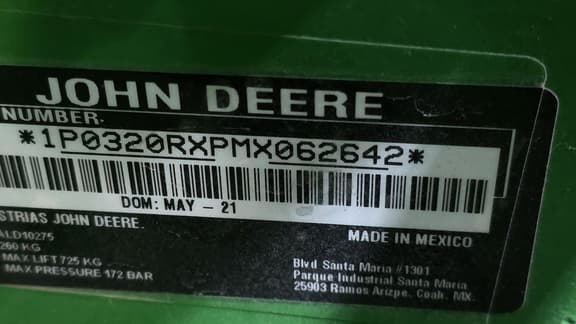 JOHN DEERE
NUMBER.
*1P0320RXPMX062642*
DOM: MAY - 21
STRIAS JOHN DEERE.
MADE IN MEXICO
ALD10275
260 KG
MAX LIFT 725 KG
MAX PRESSURE 172 BAR
Blvd Santa Maria #1301
Parque Industrial Santa Maria
25903 Ramos Arizpe, Coah. MX.